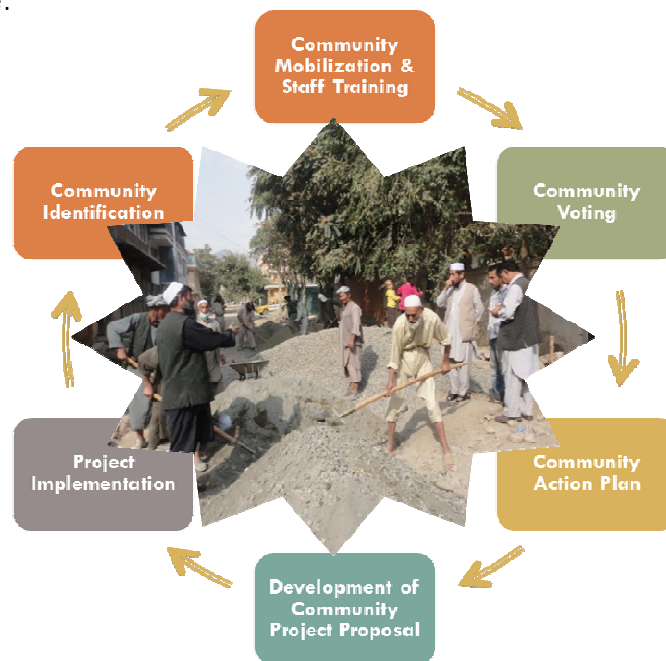 Community
Mobilization &
Staff Training
Community
Voting
Community
Action Plan
Development of
Community
Project Proposal
Project
Implementation
Community
Identification